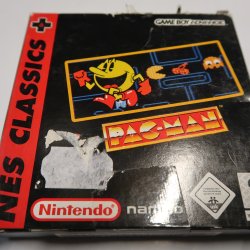 NES CLASSICS
GAME BOY ADVANCE
PAC-MAN
Nintendo
namco